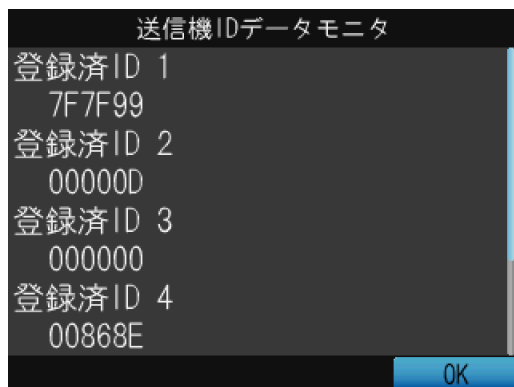 送信機IDデータモニタ
登録済ID 1
7F7F99
登録済ID 2
00000D
登録済ID 3
000000
登録済ID 4
00868E
OK